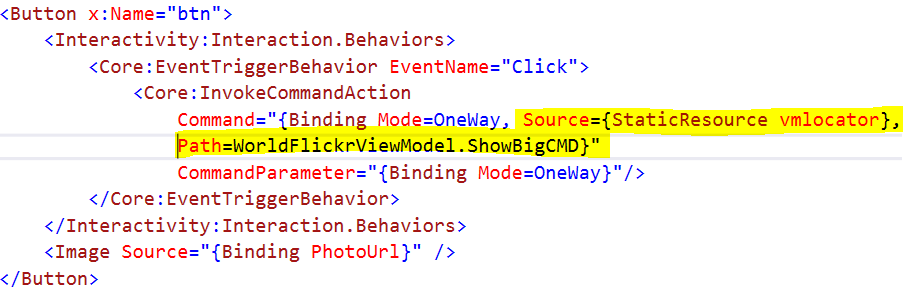 <Button x:Name="btn">
<Interactivity:Interaction.Behaviors>
<Core:EventTriggerBehavior EventName="Click">
<Core:InvokeCommandAction
Command="{Binding Mode=OneWay, Source={StaticResource vmlocator},
Path=WorldFlickrViewModel.ShowBigCMD}"
CommandParameter="{Binding Mode=OneWay}"/>
</Core:EventTriggerBehavior>
</Interactivity:Interaction.Behaviors>
<Image Source="{Binding PhotoUrl}" />
</Button>